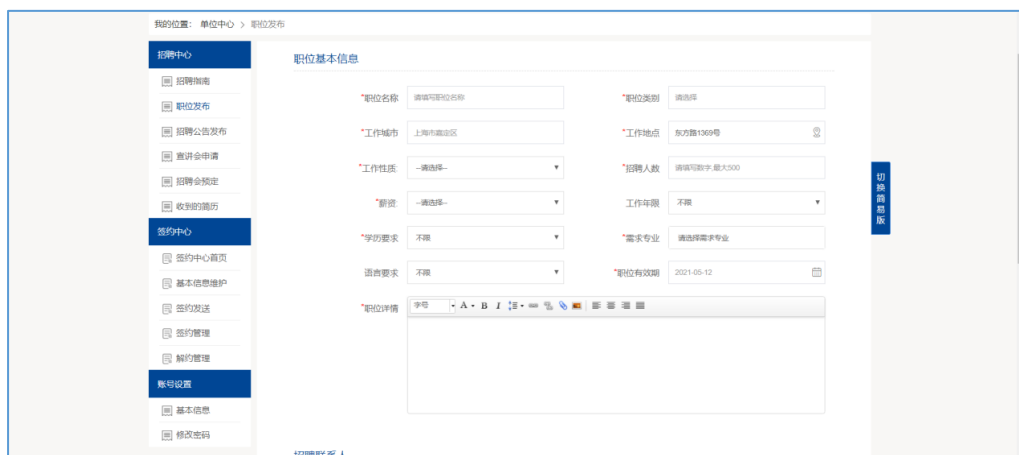 我的位置： 单位中心 > 职位发布
招聘中心
招聘指南
职位发布
招聘公告发布
宣讲会申请
招聘会预定
收到的简历
签约中心
签约中心首页
基本信息维护
签约发送
签约管理
解约管理
账号设置
基本信息
修改密码
职位基本信息
*职位名称 请填写职位名称 *职位类别 请选择
*工作城市 上海市嘉定区 *工作地点 东方路1369号
*工作性质 --请选择-- *招聘人数 请填写数字,最大500
*薪资 --请选择-- 工作年限 不限
*学历要求 不限 *需求专业 请选择需求专业
语言要求 不限 *职位有效期 2021-05-12
*职位详情 字号 A B I
招聘联系人
切换简易版